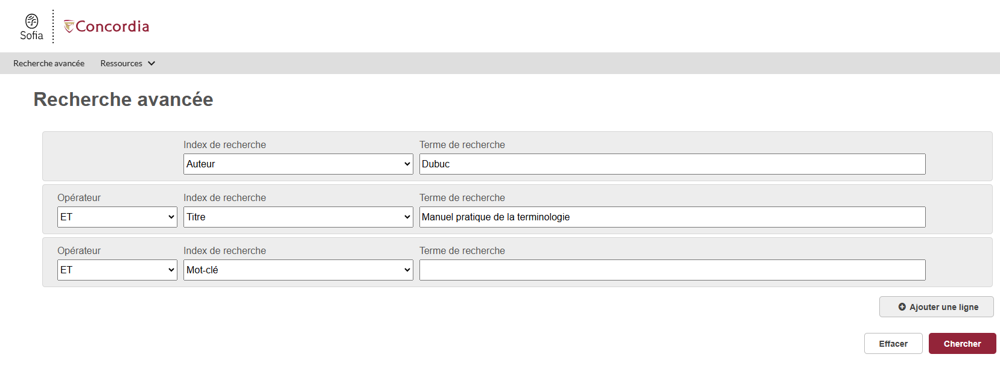 Sofia Concordia
Recherche avancée Ressources
Recherche avancée
Index de recherche Terme de recherche
Auteur Dubuc
Opérateur Index de recherche Terme de recherche
ET Titre Manuel pratique de la terminologie
Opérateur Index de recherche Terme de recherche
ET Mot-clé
Ajouter une ligne
Effacer Chercher